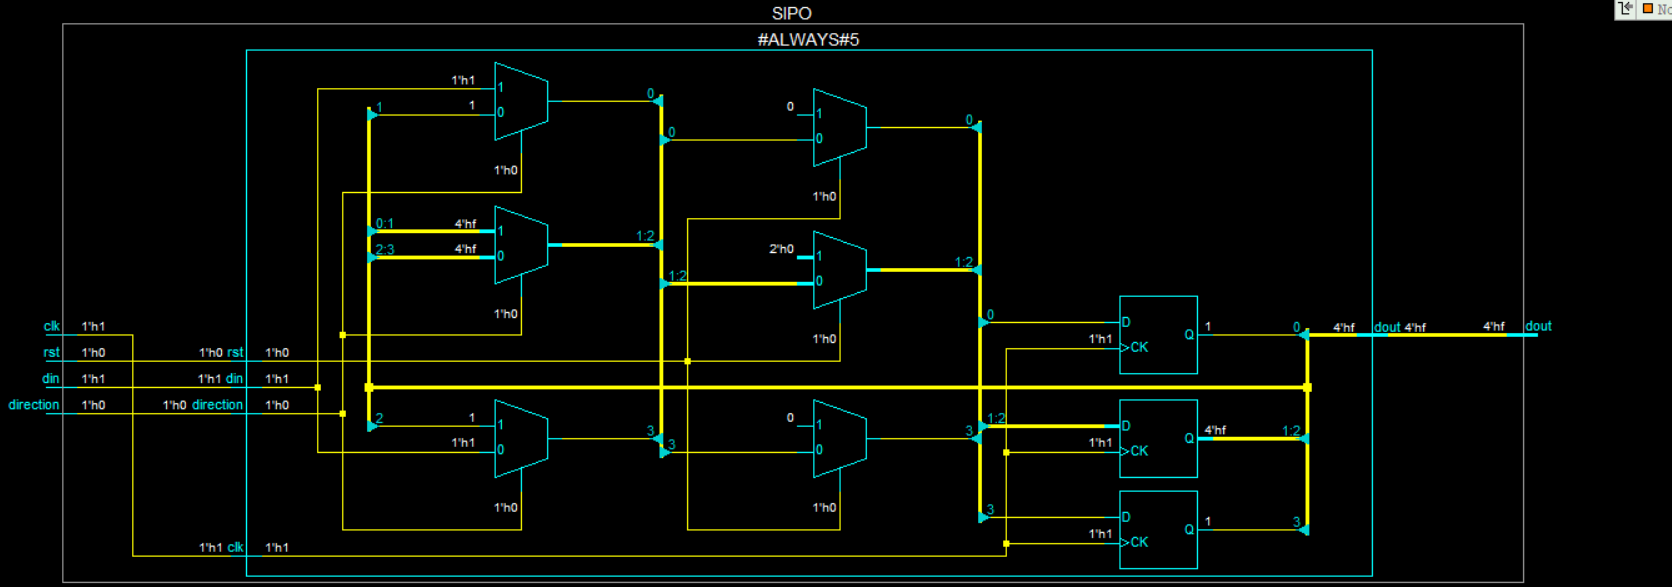 SIPO
No
#ALWAYS#5
1'h1 1 0
1 1 0 0 1
0 0
1'h0 1'h0
0:1 4'hf 1 1:2
2:3 4'hf 0 2'h0 1 1:2
1:2 0
1'h0 0 D Q 1 0 4'hf dout 4'hf 4'hf dout
clk 1'h1 1'h0 1'h1 CK
rst 1'h0 1'h0 rst 1'h0
din 1'h1 1'h1 din 1'h1
direction 1'h0 1'h0 direction 1'h0
2 1 1 3 0 1 3 1:2 D Q 4'hf 1:2
1'h1 0 3 0 1'h1 CK
1'h0 1'h0 3 D Q 1 3
1'h1 clk 1'h1 1'h1 CK